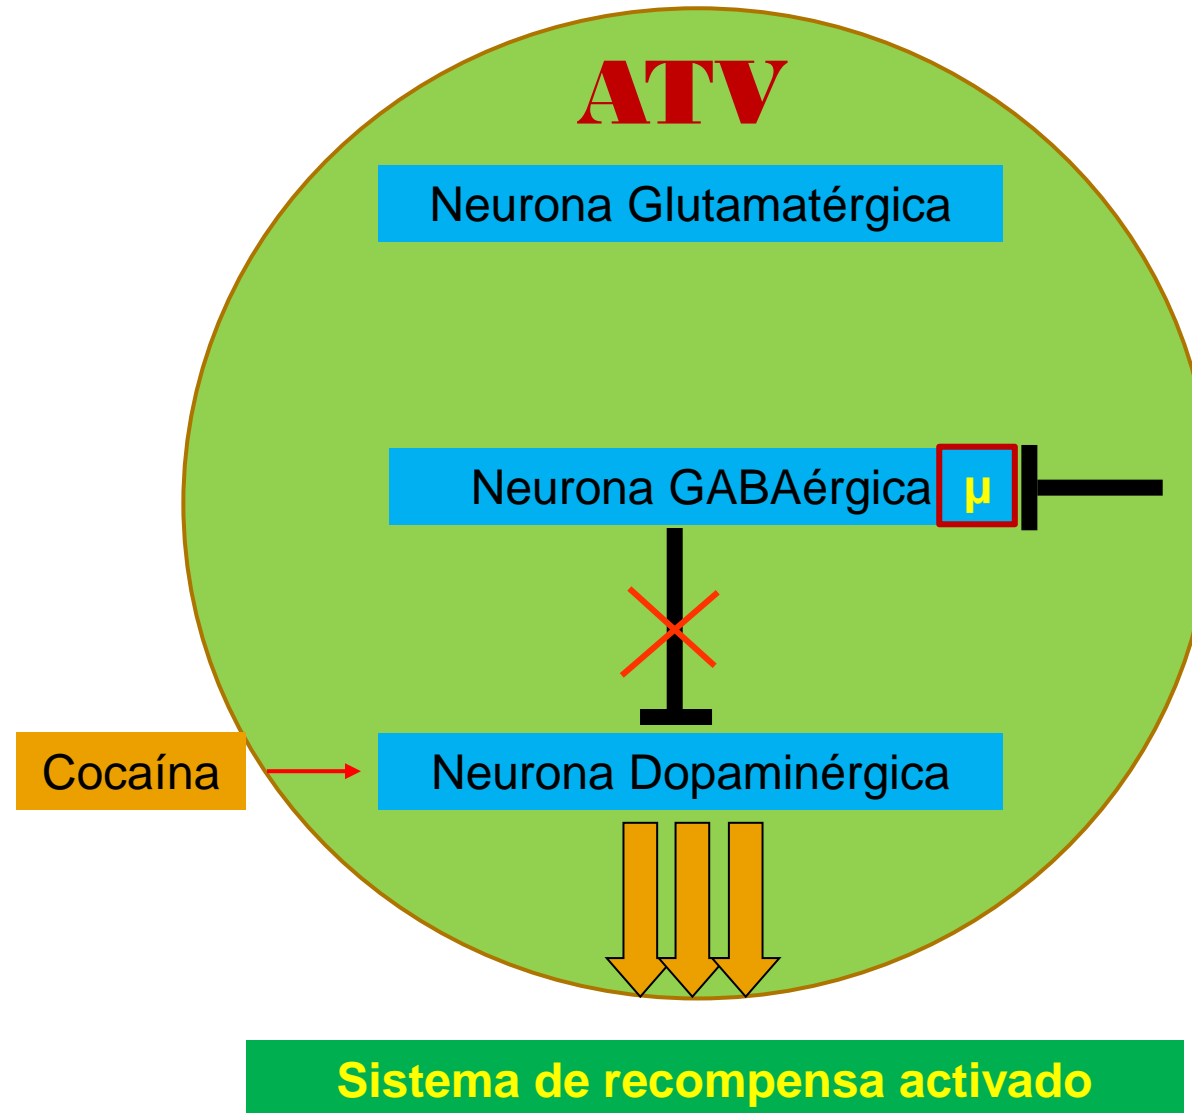 ATV
Neurona Glutamatérgica
Neurona GABAérgica
µ
Cocaína
Neurona Dopaminérgica
Sistema de recompensa activado